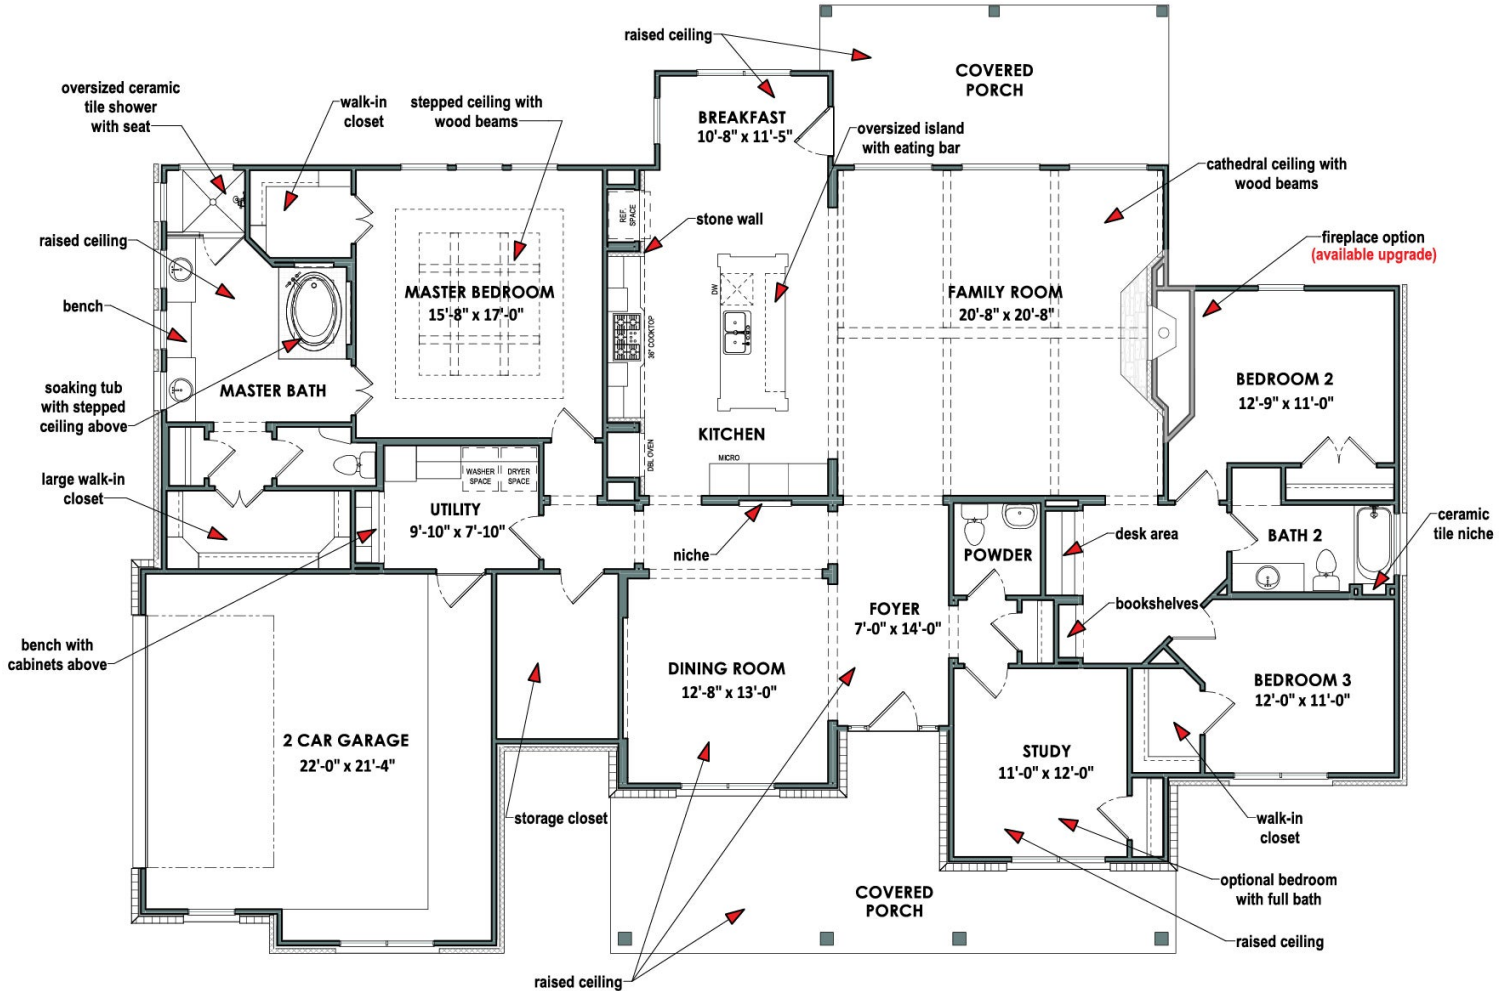 raised ceiling
COVERED
PORCH
oversized ceramic
tile shower
with seat
walk-in
closet
stepped ceiling with
wood beams
BREAKFAST
10'-8" x 11'-5"
oversized island
with eating bar
cathedral ceiling with
wood beams
REF.
SPACE
stone wall
raised ceiling
fireplace option
(available upgrade)
bench
MASTER BEDROOM
15'-8" x 17'-0"
DW
FAMILY ROOM
20'-8" x 20'-8"
36" COOKTOP
soaking tub
with stepped
ceiling above
MASTER BATH
BEDROOM 2
12'-9" x 11'-0"
KITCHEN
DBL OVEN
MICRO
large walk-in
closet
WASHER
SPACE
DRYER
SPACE
UTILITY
9'-10" x 7'-10"
niche
POWDER
desk area
BATH 2
ceramic
tile niche
bookshelves
FOYER
7'-0" x 14'-0"
bench with
cabinets above
DINING ROOM
12'-8" x 13'-0"
BEDROOM 3
12'-0" x 11'-0"
2 CAR GARAGE
22'-0" x 21'-4"
STUDY
11'-0" x 12'-0"
storage closet
walk-in
closet
COVERED
PORCH
optional bedroom
with full bath
raised ceiling
raised ceiling